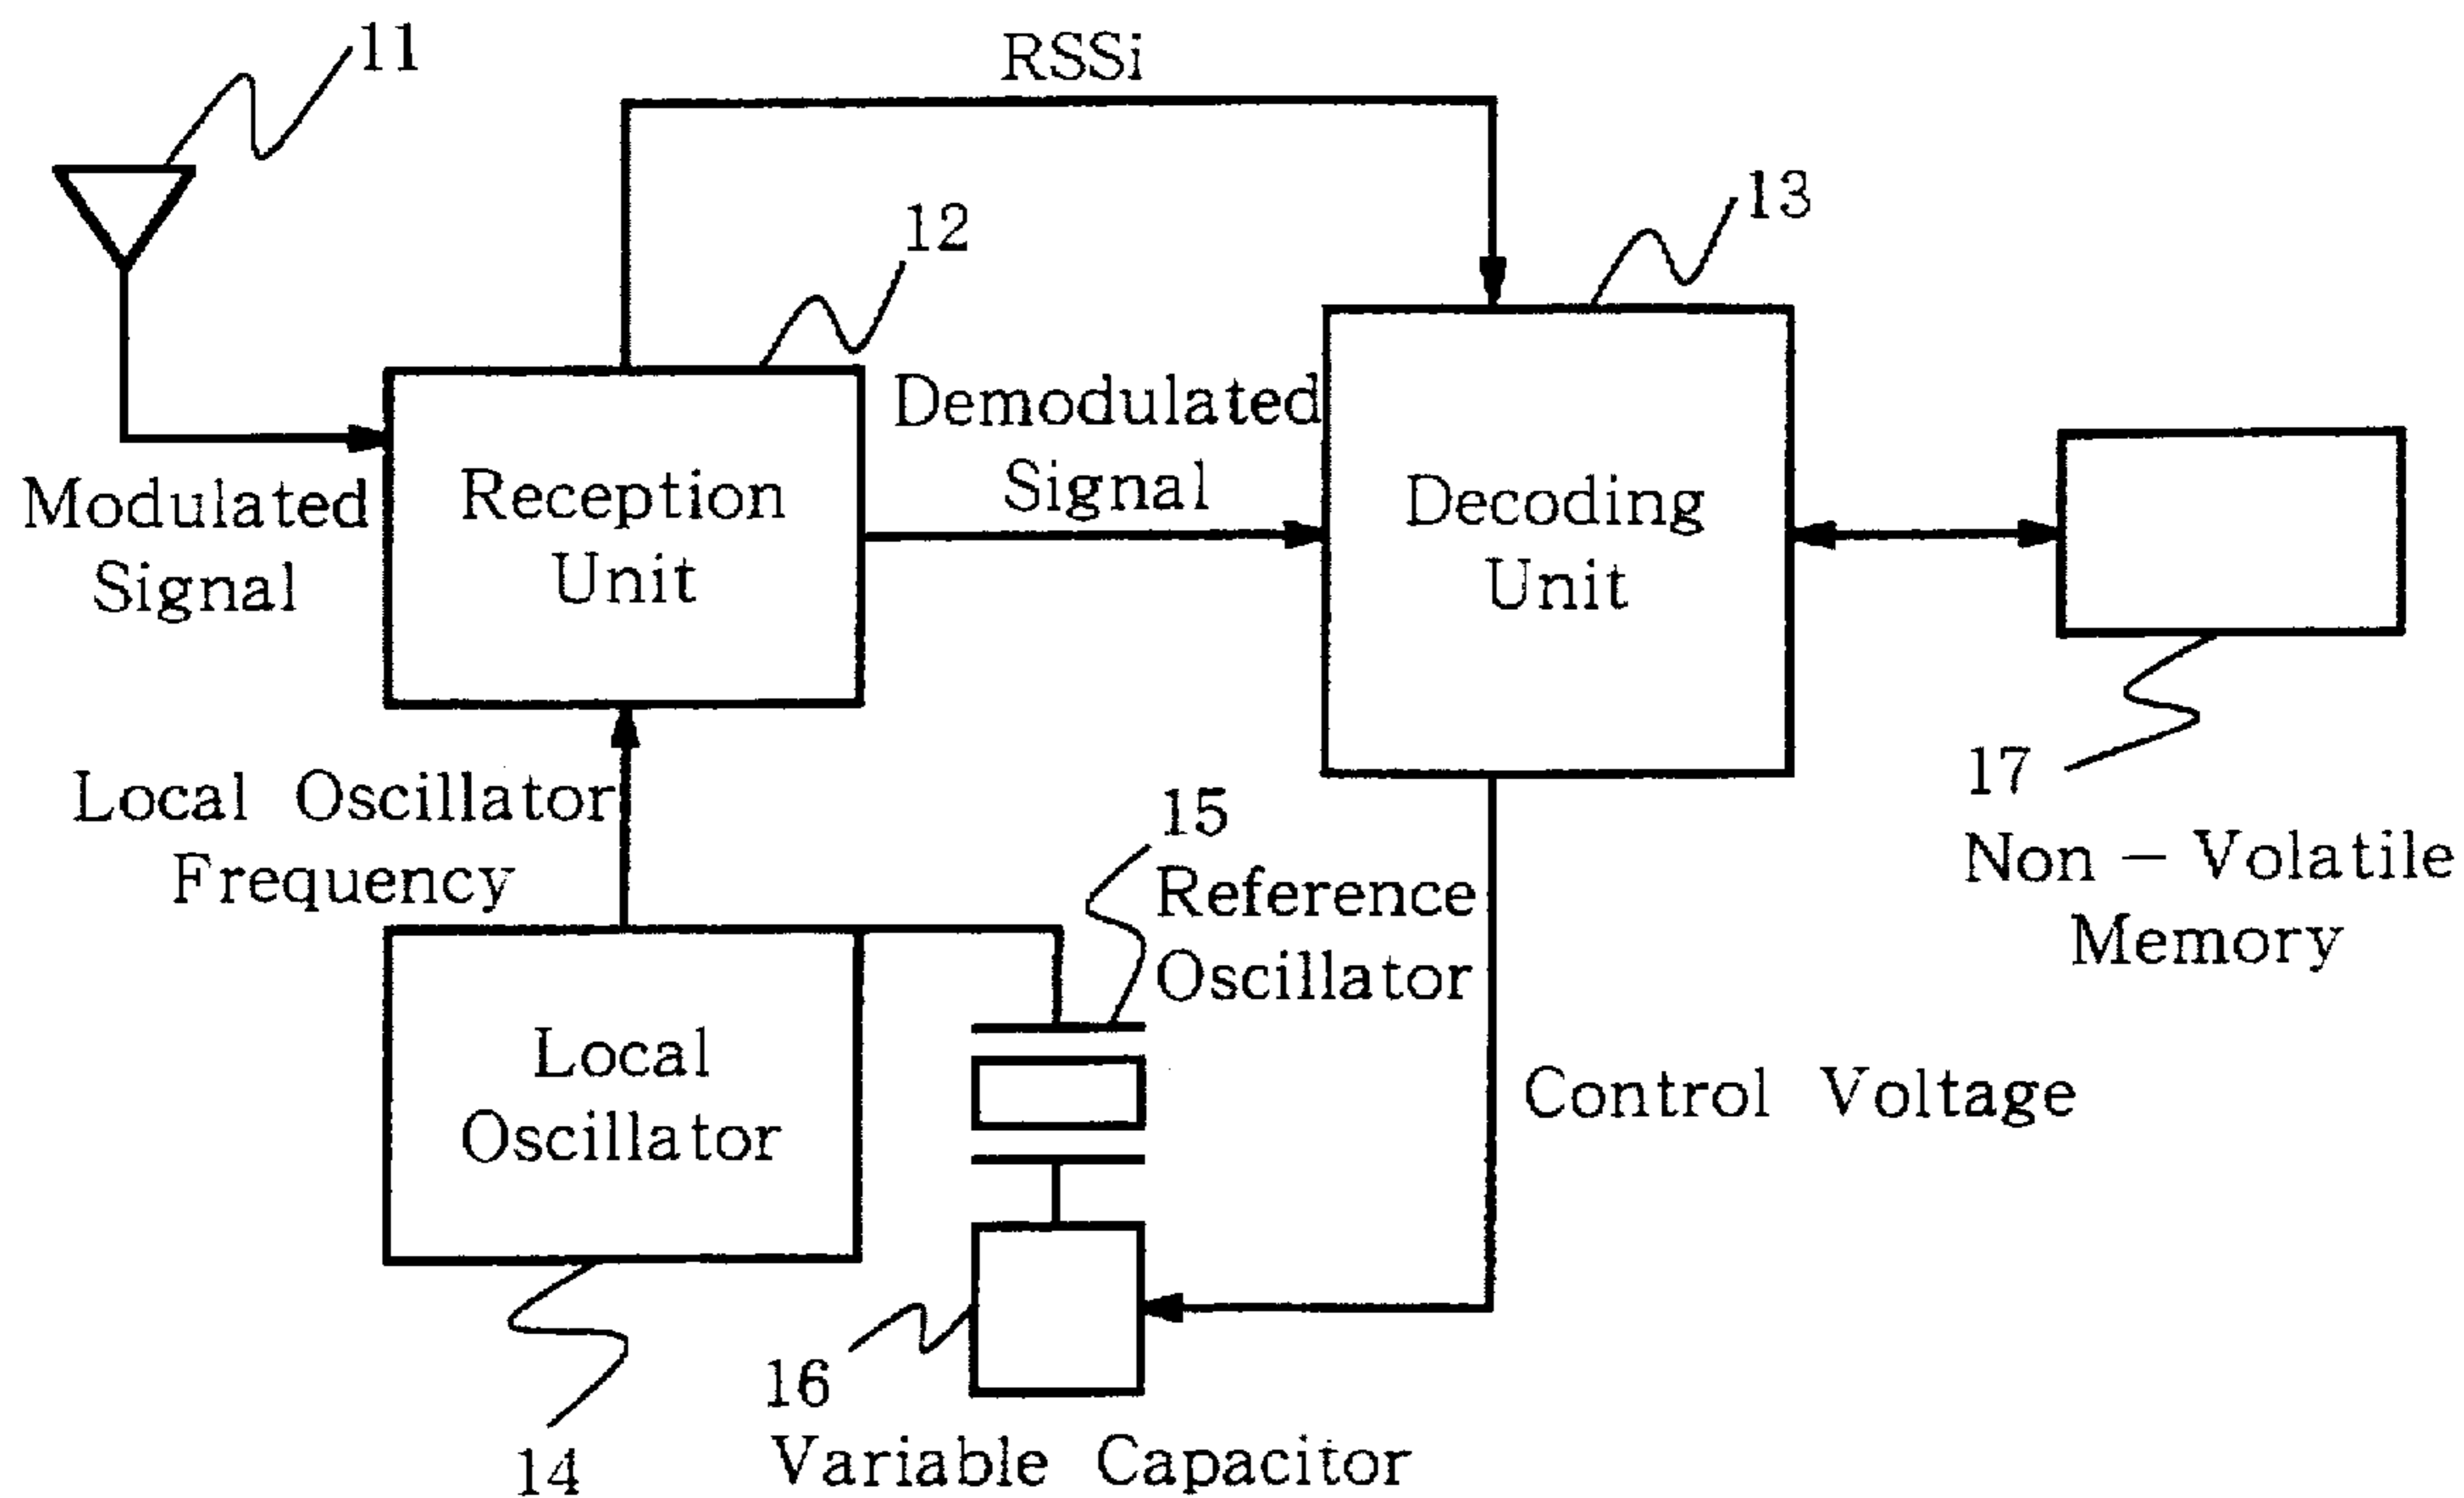 11
RSSi
12
13
Modulated
Signal
Reception
Unit
Demodulated
Signal
Decoding
Unit
17
Non – Volatile
Memory
Local Oscillator
Frequency
15
Reference
Oscillator
Local
Oscillator
Control Voltage
14
16
Variable Capacitor